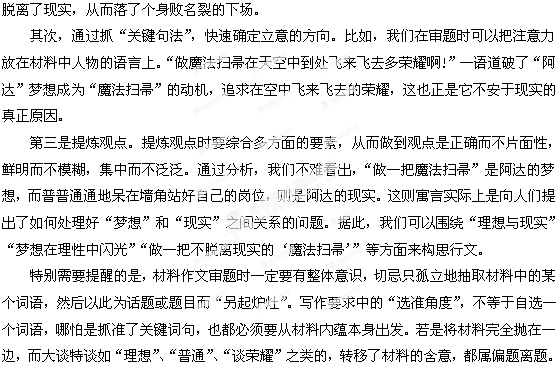 脱离了现实，从而落了个身败名裂的下场。
其次，通过抓“关键句法”，快速确定立意的方向。比如，我们在审题时可以把注意力
放在材料中人物的语言上。“做魔法扫帚在天空中到处飞来飞去多荣耀啊!”一语道破了“阿
达”梦想成为“魔法扫帚”的动机，追求在空中飞来飞去的荣耀，这也正是它不安于现实的
真正原因。
第三是提炼观点。提炼观点时要综合多方面的要素，从而做到观点是正确而不片面性，
鲜明而不模糊，集中而不泛泛。通过分析，我们不难看出，“做一把魔法扫帚”是阿达的梦
想，而普普通通地呆在墙角站好自己的岗位，则是阿达的现实。这则寓言实际上是向人们提
出了如何处理好“梦想”和“现实”之间关系的问题。据此，我们可以围绕“理想与现实”
“梦想在理性中闪光”“做一把不脱离现实的‘魔法扫帚’”等方面来构思行文。
特别需要提醒的是，材料作文审题时一定要有整体意识，切忌只孤立地抽取材料中的某
个词语，然后以此为话题或题目而“另起炉灶”。写作要求中的“选准角度”，不等于自选一
个词语，哪怕是抓准了关键词句，也都必须要从材料内蕴本身出发。若是将材料完全抛在一
边，而大谈特谈如“理想”、“普通”、“谈荣耀”之类的，转移了材料的含意，都属偏题离题。